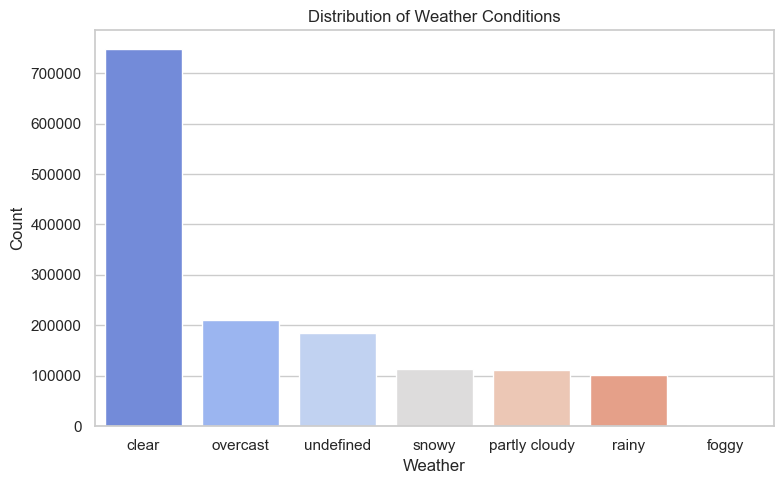 Distribution of Weather Conditions
Count
700000
600000
500000
400000
300000
200000
100000
0
clear overcast undefined snowy partly cloudy rainy foggy
Weather